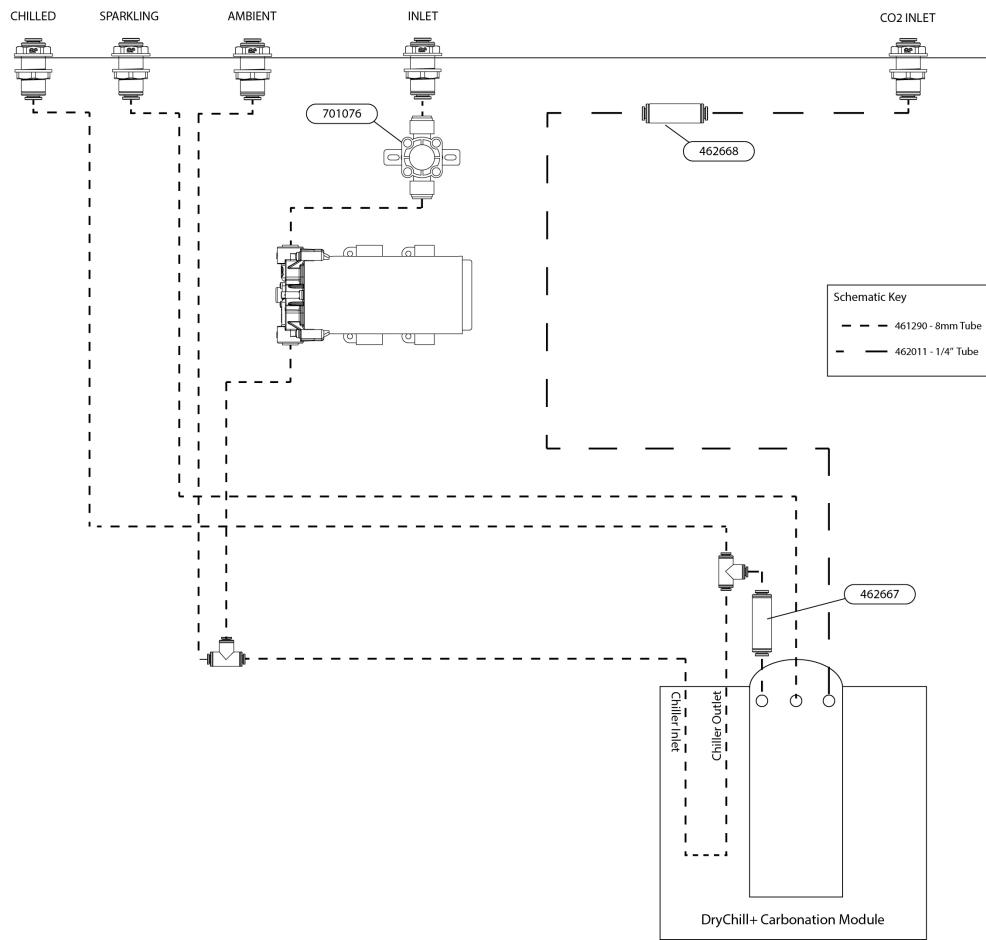 CHILLED
SPARKLING
AMBIENT
INLET
CO2 INLET
701076
462668
Schematic Key
461290 - 8mm Tube
462011 - 1/4" Tube
462667
Chiller Inlet
Chiller Outlet
DryChill+ Carbonation Module